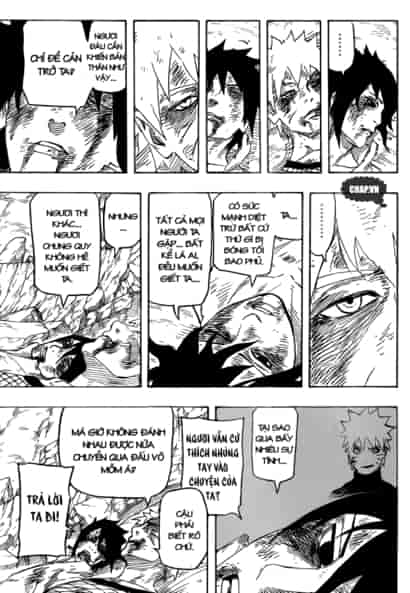 ........
NGƯƠI
ĐÂU CẦN
KHIẾN BẢN
THÂN NHƯ
VẬY...
CHỈ ĐỂ CẢN
TRỞ TA!
CHAP.VN
......
TA...
CÓ SỨC
MẠNH DIỆT
TRỪ BẤT CỨ
THỨ GÌ BỊ
BÓNG TỐI
BAO PHỦ.
TẤT CẢ MỌI
NGƯỜI TA
GẶP... BẤT
KỂ LÀ AI,
ĐỀU MUỐN
GIẾT TA...
NHƯNG
...
NGƯƠI THÌ
KHÁC... NGƯƠI
CHUNG QUY
KHÔNG HỀ
MUỐN GIẾT
TA.
TẠI SAO
QUA BẤY
NHIÊU SỰ
TÌNH...
NGƯƠI VẪN CỨ
THÍCH NHÚNG
TAY VÀO
CHUYỆN CỦA
TA?
MÀ GIỜ KHÔNG ĐÁNH
NHAU ĐƯỢC NỮA
CHUYỂN QUA ĐẤU VÕ
MỒM À?
TRẢ LỜI
TA ĐI!
CẬU
PHẢI
BIẾT RÕ
CHỨ.